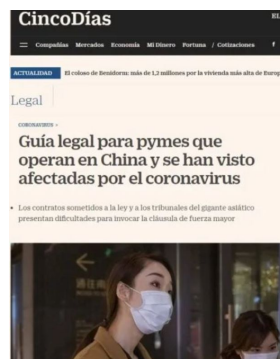 CincoDías
EL
Compañías Mercados Economía Mi Dinero Fortuna / Cotizaciones f
ACTUALIDAD El coloso de Benidorm: más de 1,2 millones por la vivienda más alta de Europ
Legal
CORONAVIRUS
Guía legal para pymes que
operan en China y se han visto
afectadas por el coronavirus
Los contratos sometidos a la ley y a los tribunales del gigante asiático
presentan dificultades para invocar la cláusula de fuerza mayor